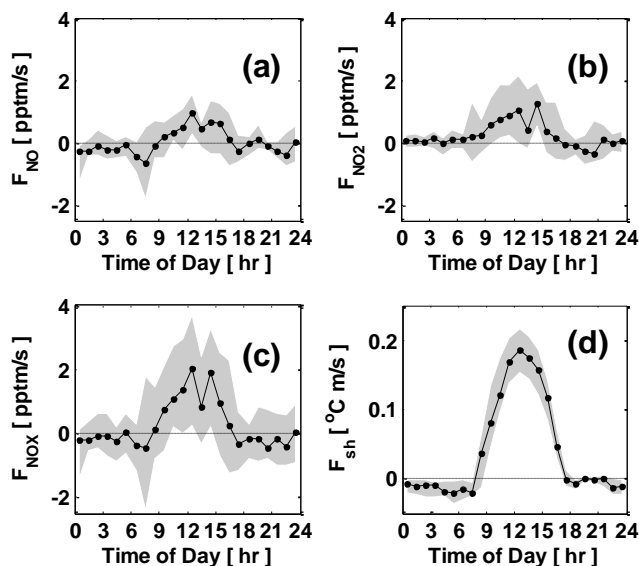 4
2
0
-2
F_NO [ pptm/s ]
(a)
0 3 6 9 12 15 18 21 24
Time of Day [ hr ]
4
2
0
-2
F_NO2 [ pptm/s ]
(b)
0 3 6 9 12 15 18 21 24
Time of Day [ hr ]
4
2
0
-2
F_NOX [ pptm/s ]
(c)
0 3 6 9 12 15 18 21 24
Time of Day [ hr ]
0.2
0.1
0
F_sh [ °C m/s ]
(d)
0 3 6 9 12 15 18 21 24
Time of Day [ hr ]